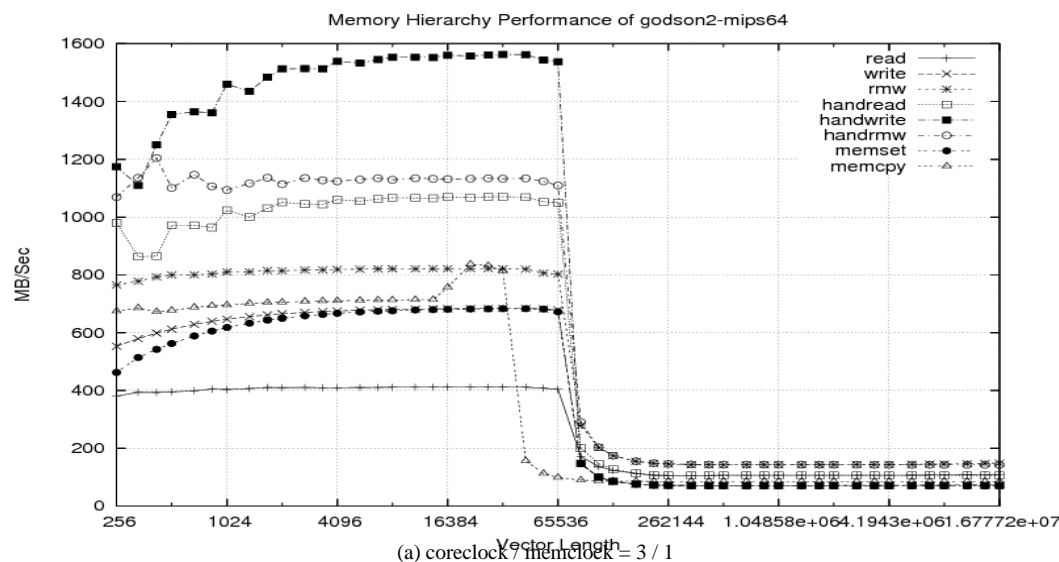 Memory Hierarchy Performance of godson2-mips64
1600
1400
1200
1000
800
600
400
200
0
MB/Sec
read
write
rmw
handread
handwrite
handrmw
memset
memcpy
256 1024 4096 16384 65536 262144 1.04858e+064.1943e+061.67772e+07
Vector Length
(a) coreclock / memclock = 3 / 1